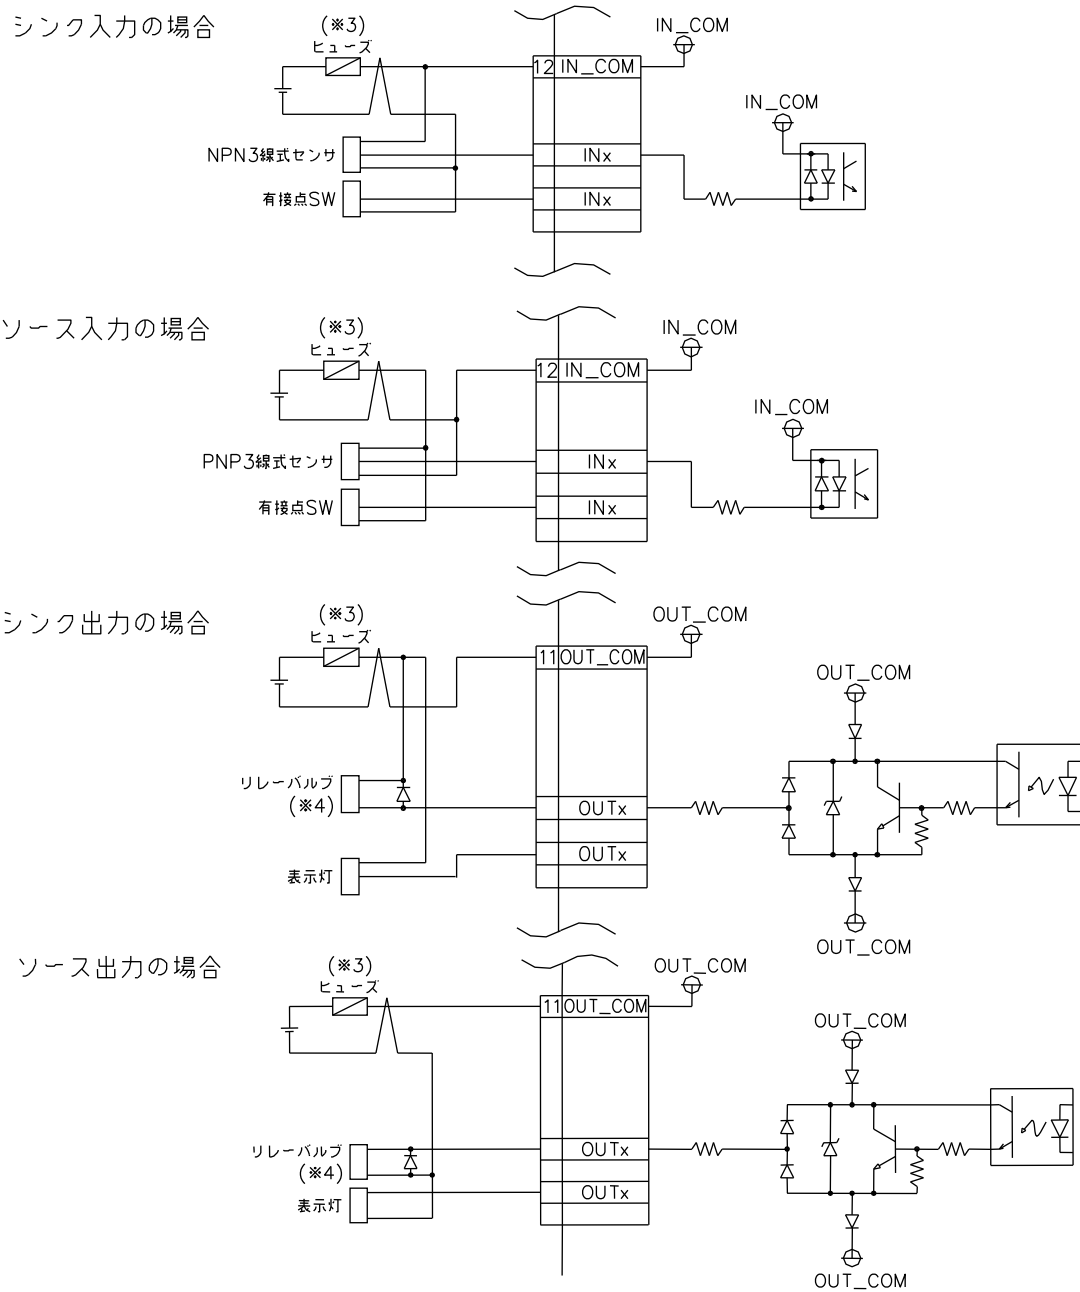 シンク入力の場合
(※3)
ヒューズ
IN_COM
12 IN_COM
IN_COM
NPN3線式センサ
INx
有接点SW
INx
ソース入力の場合
(※3)
ヒューズ
IN_COM
12 IN_COM
IN_COM
PNP3線式センサ
INx
有接点SW
INx
シンク出力の場合
(※3)
ヒューズ
OUT_COM
11 OUT_COM
OUT_COM
リレーバルブ
(※4)
OUTx
表示灯
OUTx
OUT_COM
ソース出力の場合
(※3)
ヒューズ
OUT_COM
11 OUT_COM
OUT_COM
リレーバルブ
(※4)
OUTx
表示灯
OUTx
OUT_COM